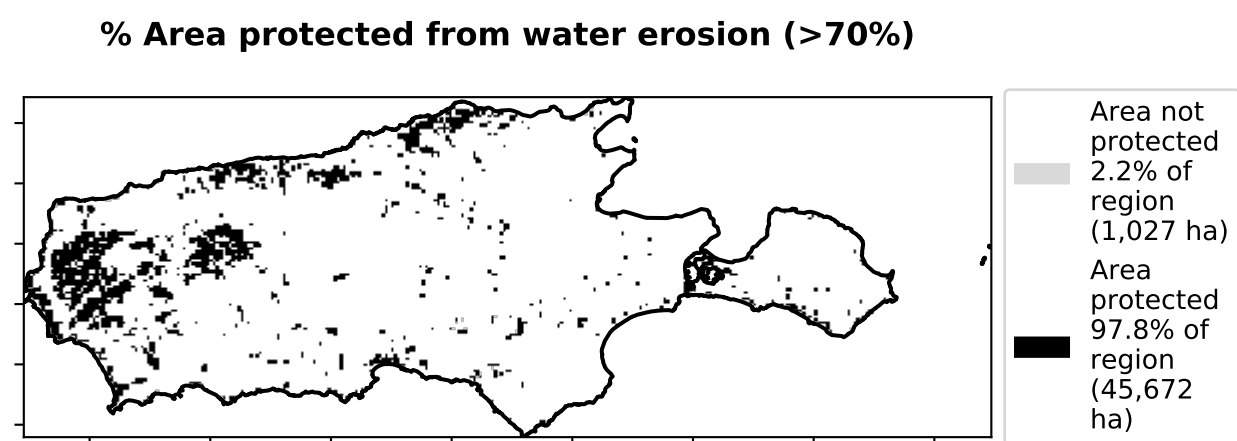 % Area protected from water erosion (>70%)
Area not
protected
2.2% of
region
(1,027 ha)
Area
protected
97.8% of
region
(45,672
ha)